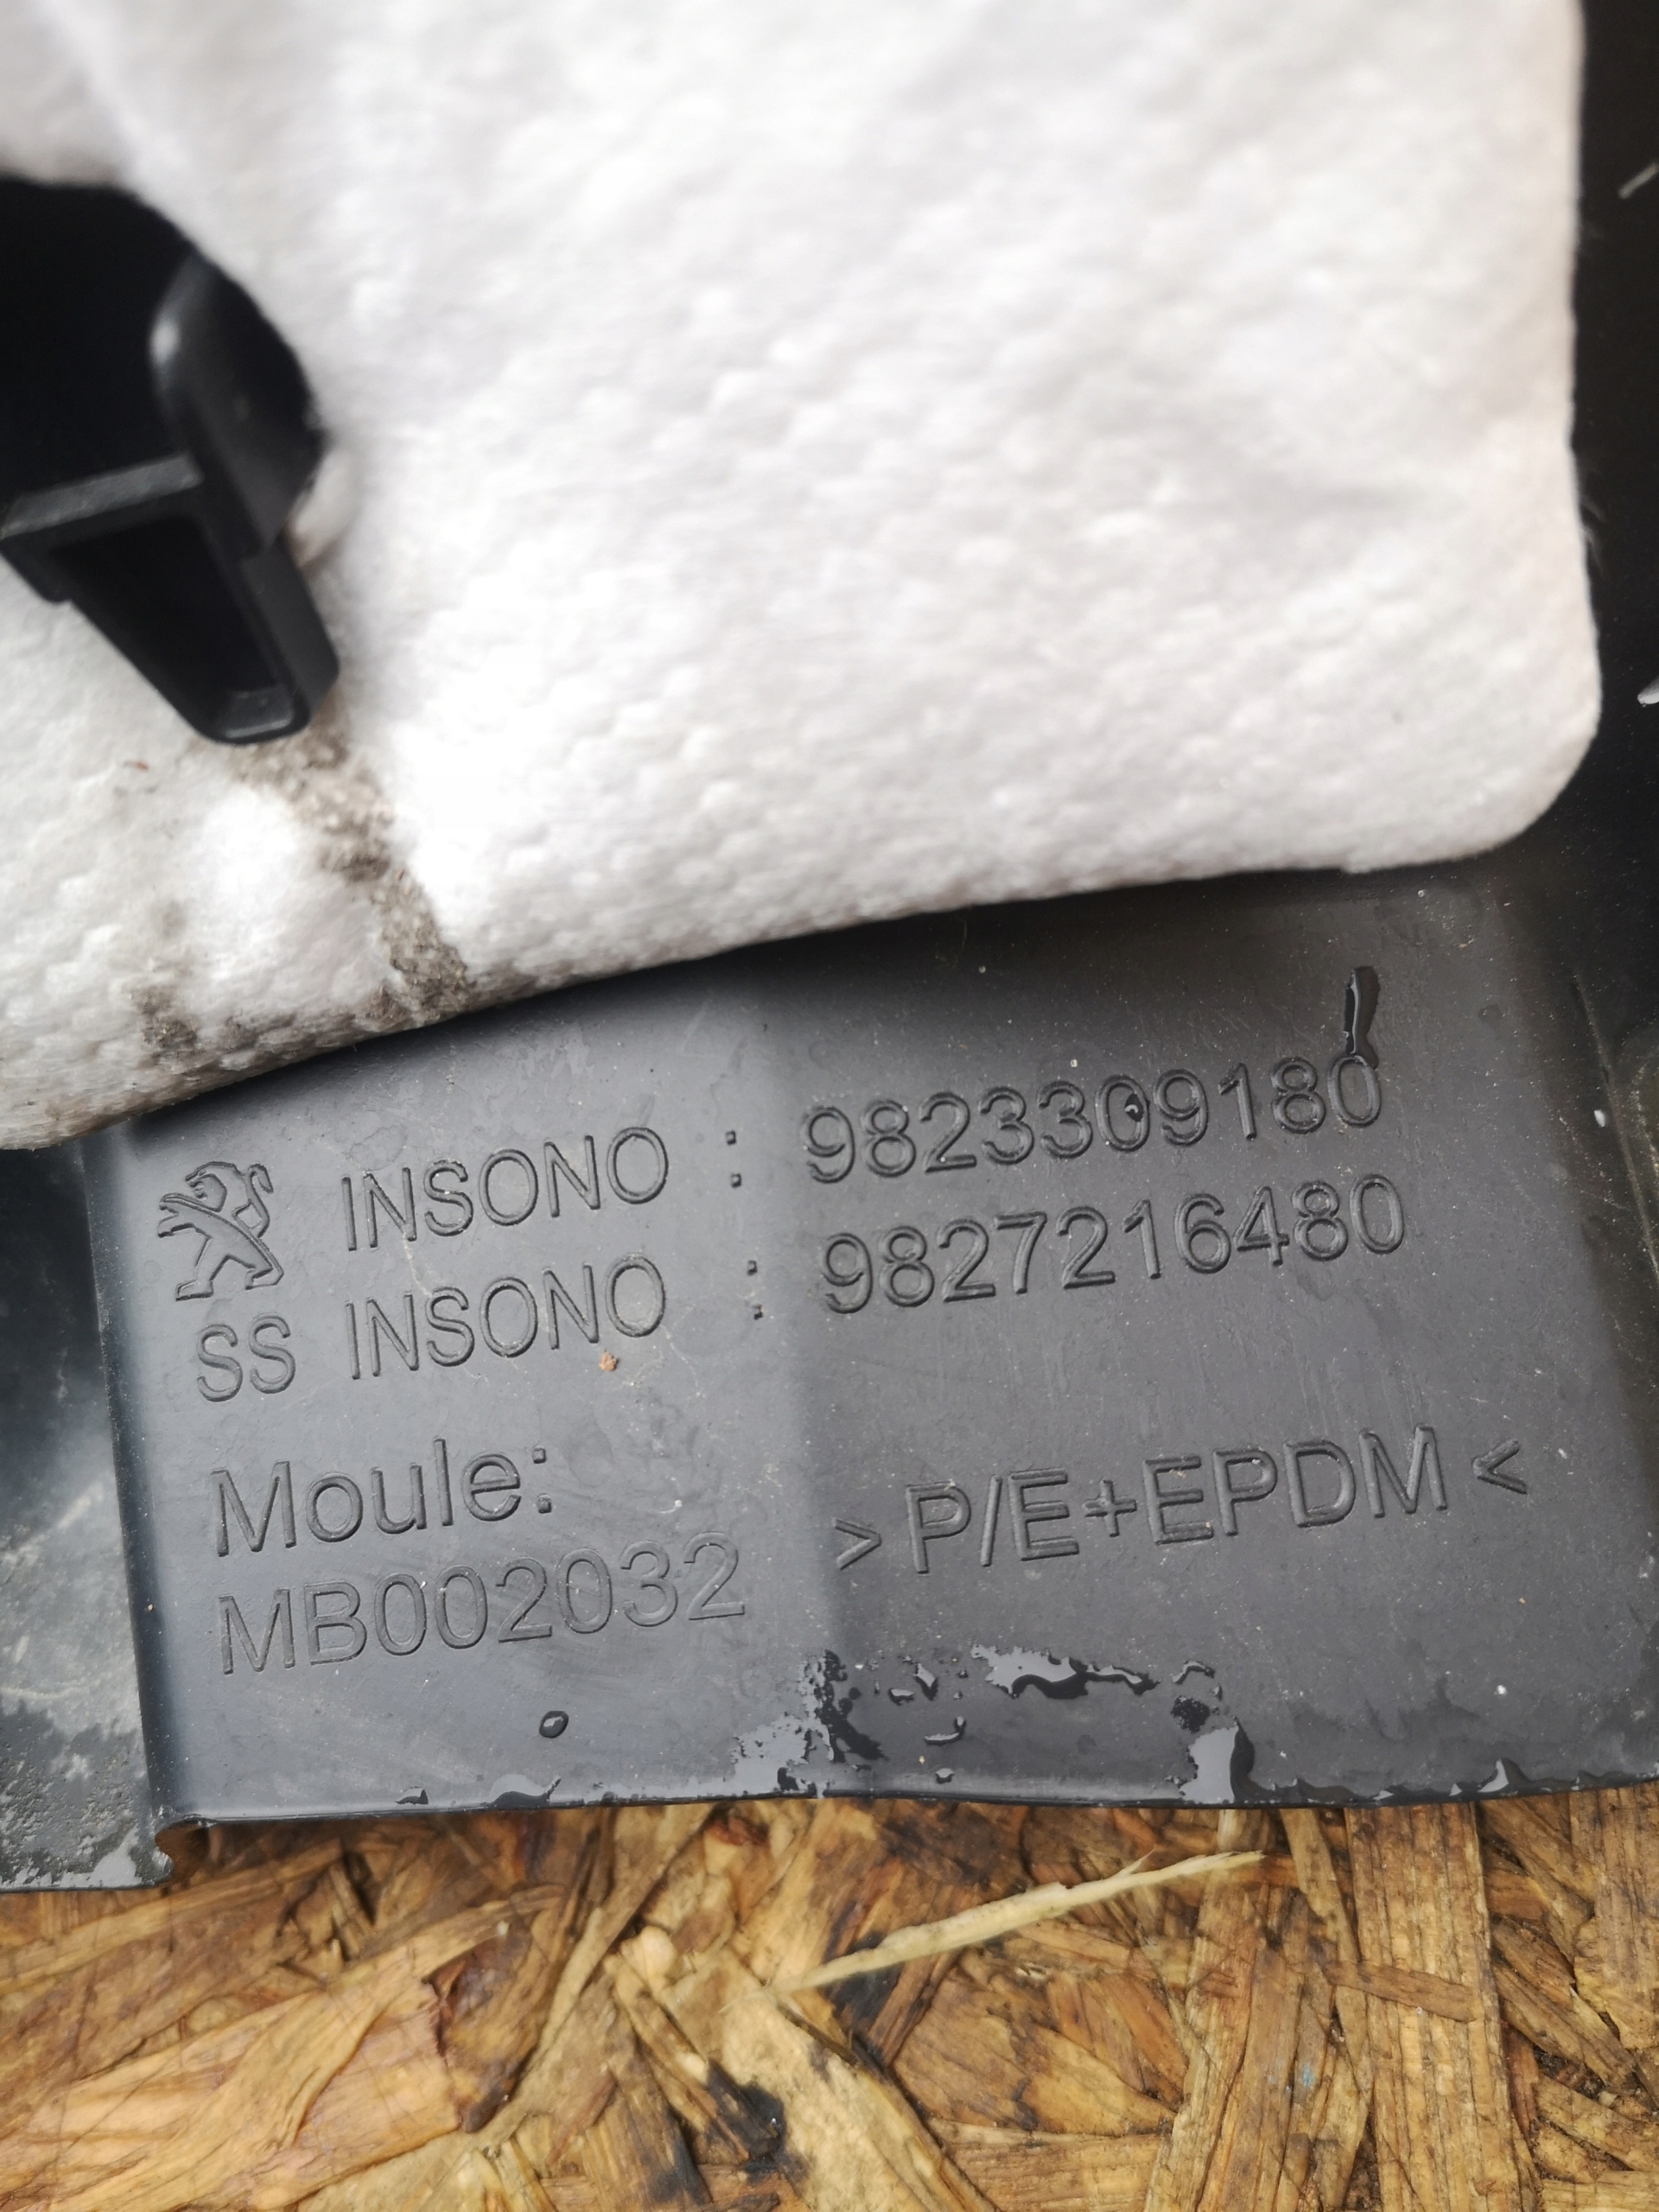 INSONO : 9823309180
SS INSONO : 9827216480
Moule:
MB002032
>P/E+EPDM<